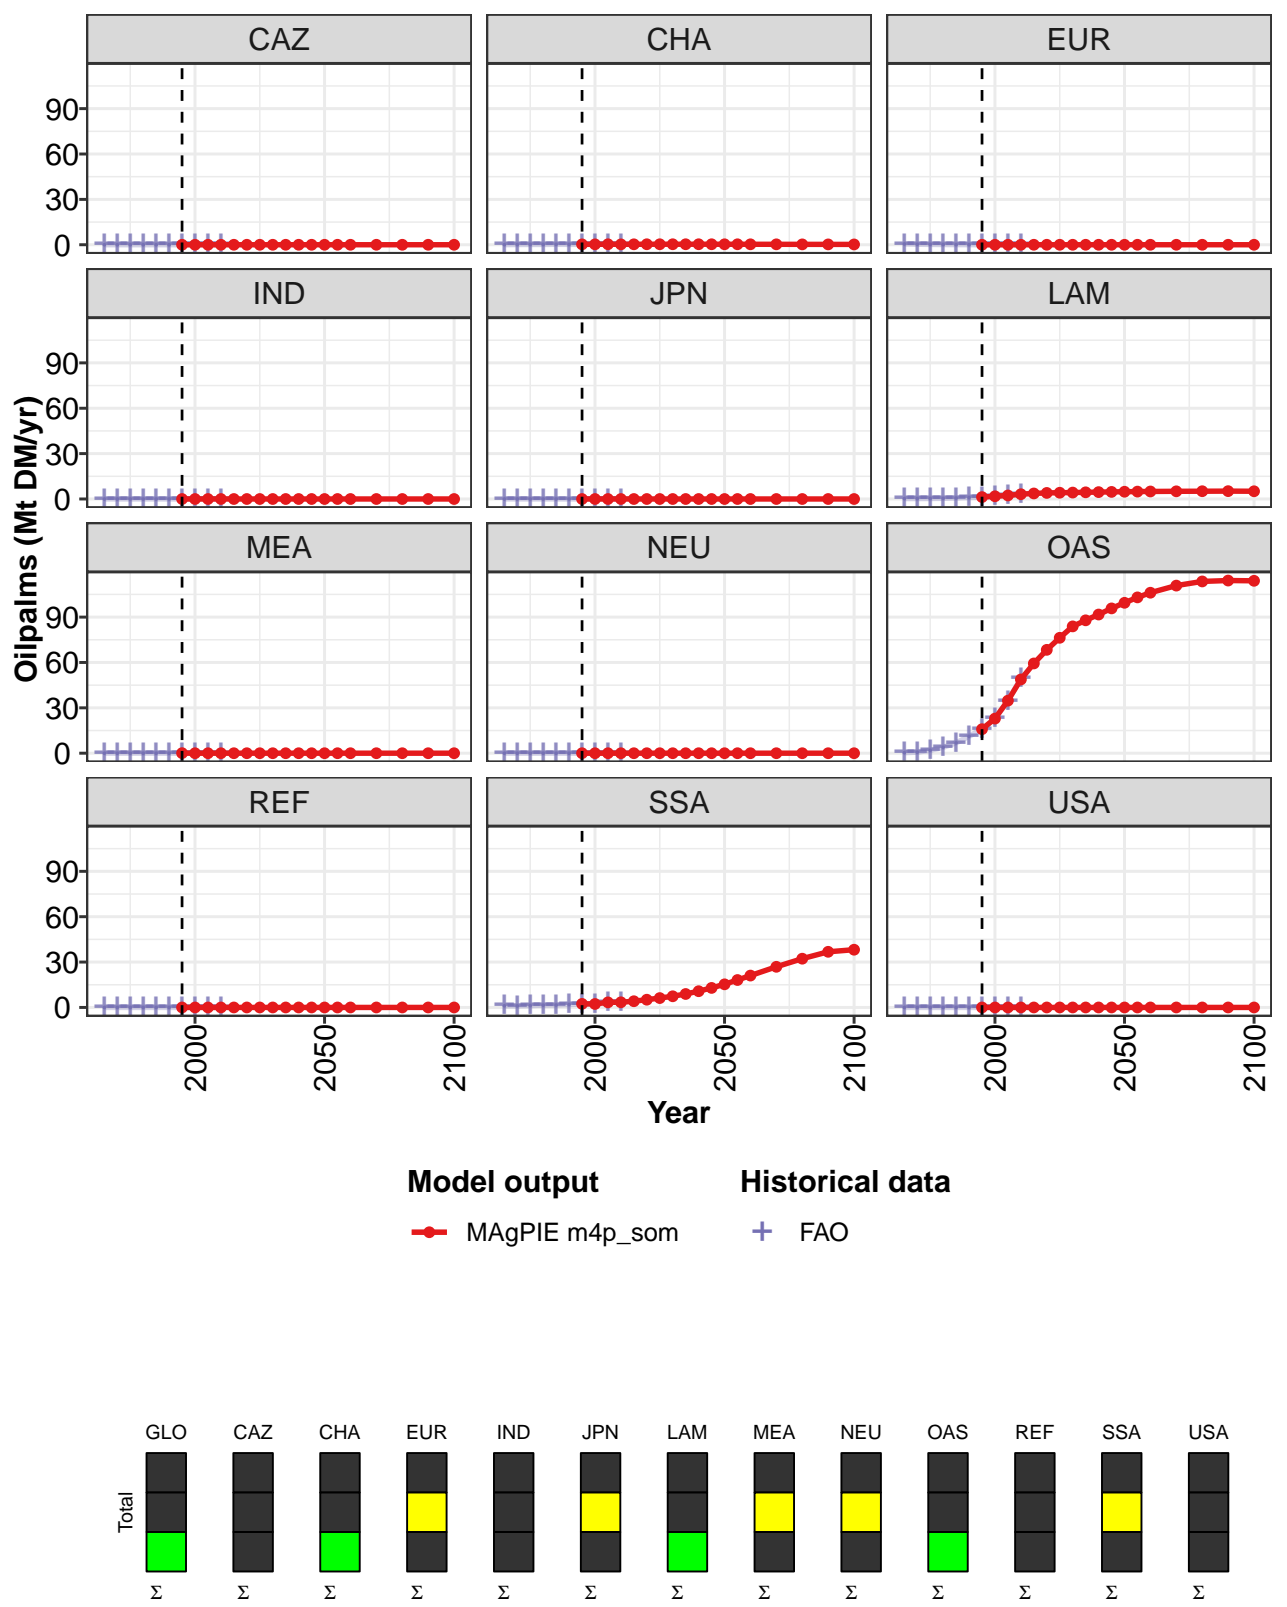 CAZ CHA EUR
90
60
30
0
IND JPN LAM
90
60
30
0
MEA NEU OAS
90
60
30
0
REF SSA USA
90
60
30
0
Oilpalms (Mt DM/yr)
2000 2050 2100 2000 2050 2100 2000 2050 2100
Year
Model output Historical data
MAgPIE m4p_som FAO
GLO CAZ CHA EUR IND JPN LAM MEA NEU OAS REF SSA USA
Total
Σ Σ Σ Σ Σ Σ Σ Σ Σ Σ Σ Σ Σ